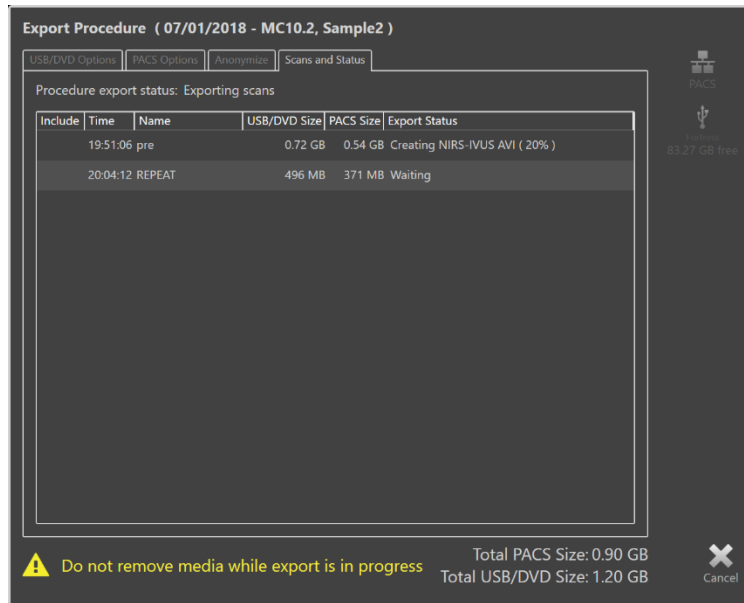 Export Procedure ( 07/01/2018 - MC10.2, Sample2 )
USB/DVD Options PACS Options Anonymize Scans and Status
Procedure export status: Exporting scans
Include Time Name USB/DVD Size PACS Size Export Status
19:51:06 pre 0.72 GB 0.54 GB Creating NIRS-IVUS AVI ( 20% )
20:04:12 REPEAT 496 MB 371 MB Waiting
PACS
83.27 GB free
Do not remove media while export is in progress
Total PACS Size: 0.90 GB
Total USB/DVD Size: 1.20 GB
Cancel